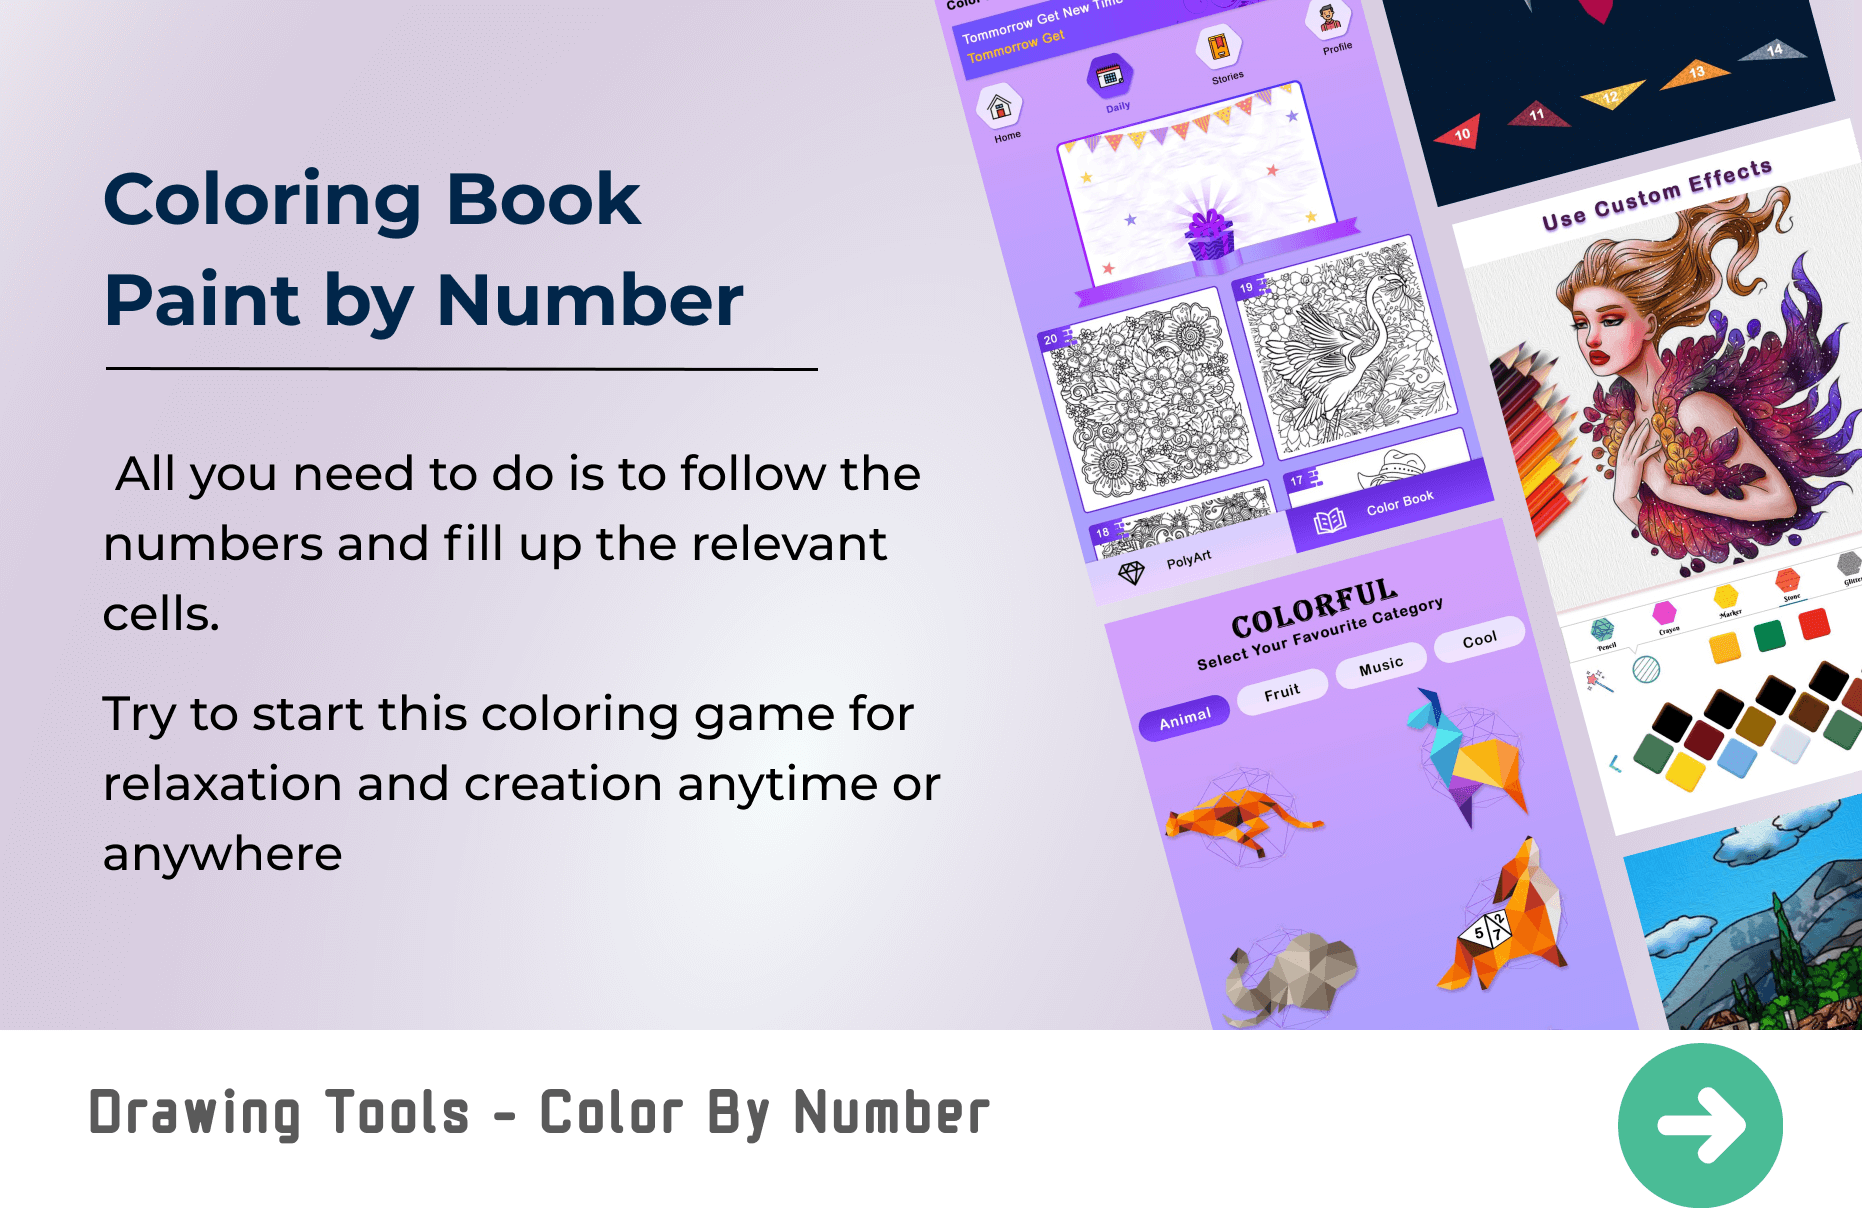 Coloring Book
Paint by Number
All you need to do is to follow the
numbers and fill up the relevant
cells.
Try to start this coloring game for
relaxation and creation anytime or
anywhere
Tommorrow Get New Time
Tommorrow Get
Home
Daily
Stories
Profile
20
19
18
17
PolyArt
Color Book
COLORFUL
Select Your Favourite Category
Animal
Fruit
Music
Cool
5
2
7
10
11
12
13
14
Use Custom Effects
Pencil
Crayon
Marker
Stone
Drawing Tools - Color By Number